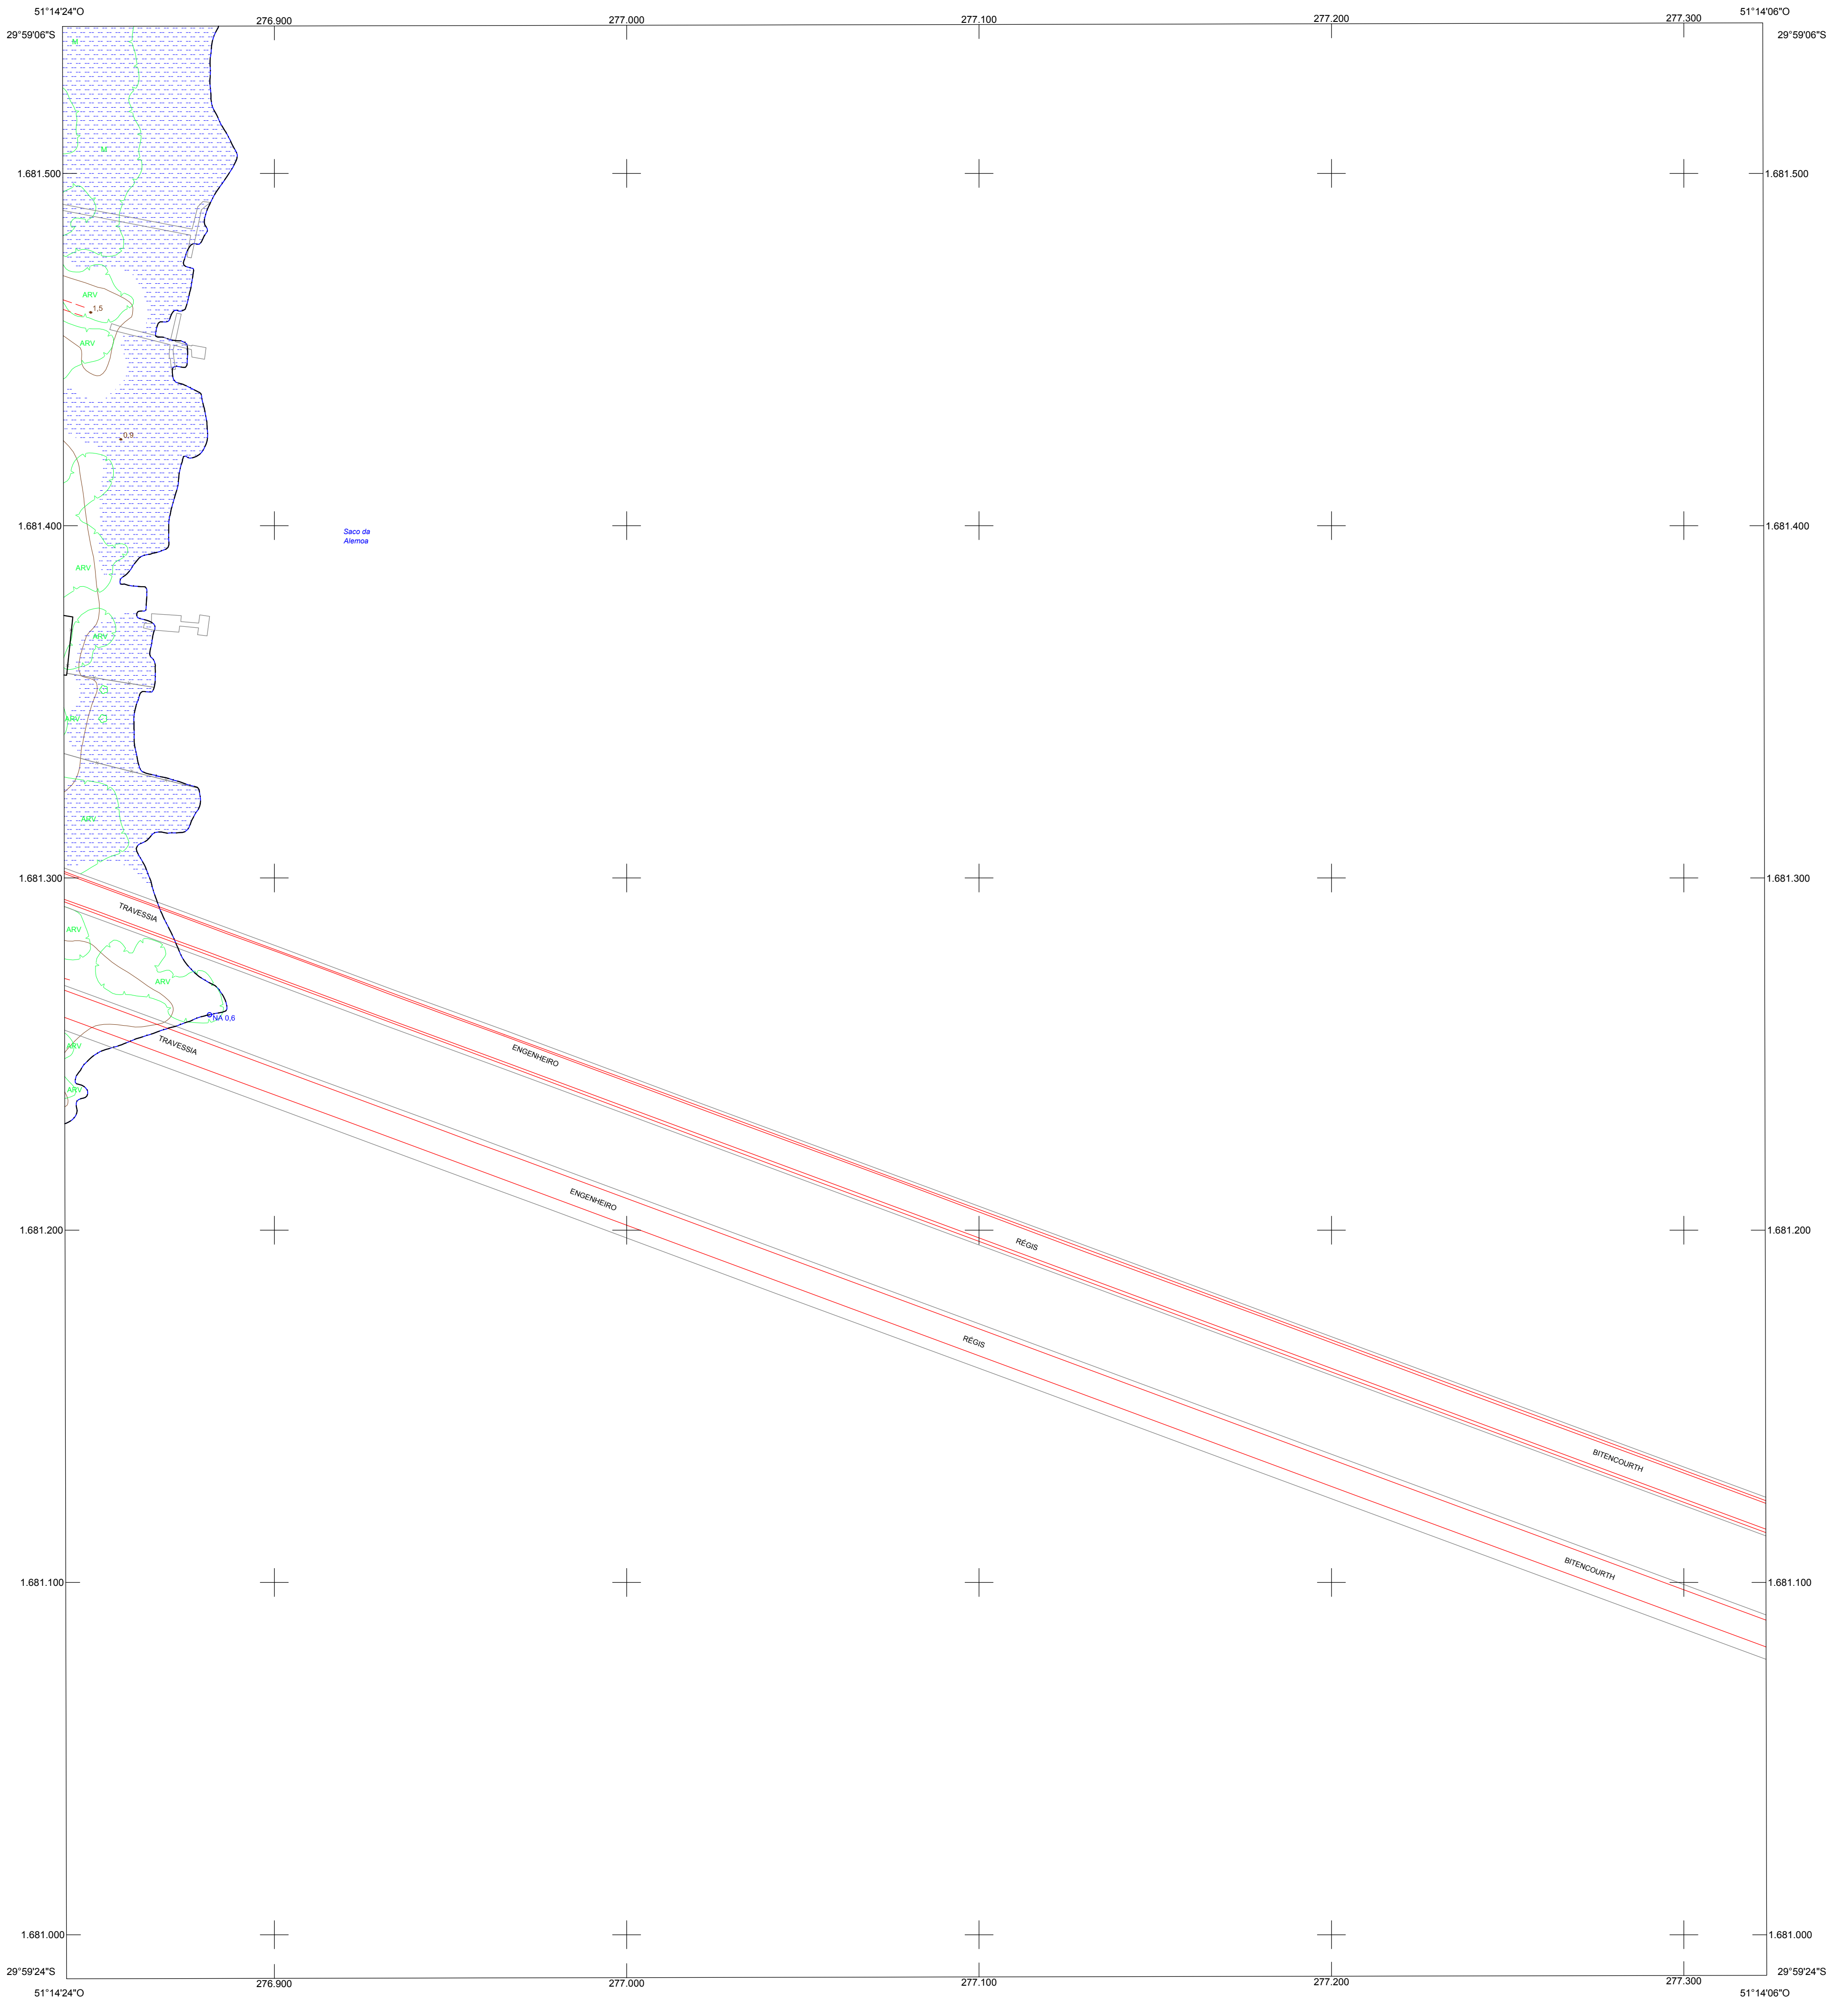 51°14'24"O
276.900
277.000
277.100
277.200
277.300
51°14'06"O
29°59'06"S
29°59'06"S
M
M
1.681.500
1.681.500
ARV
1,5
ARV
0,9
1.681.400
Saco da
Alemoa
1.681.400
ARV
ARV
ARV
ARV
1.681.300
1.681.300
TRAVESSIA
ARV
ARV
NA 0,6
ARV
TRAVESSIA
ENGENHEIRO
ARV
ENGENHEIRO
1.681.200
1.681.200
RÉGIS
RÉGIS
BITENCOURTH
BITENCOURTH
1.681.100
1.681.100
1.681.000
1.681.000
29°59'24"S
29°59'24"S
276.900
277.000
277.100
277.200
277.300
51°14'24"O
51°14'06"O